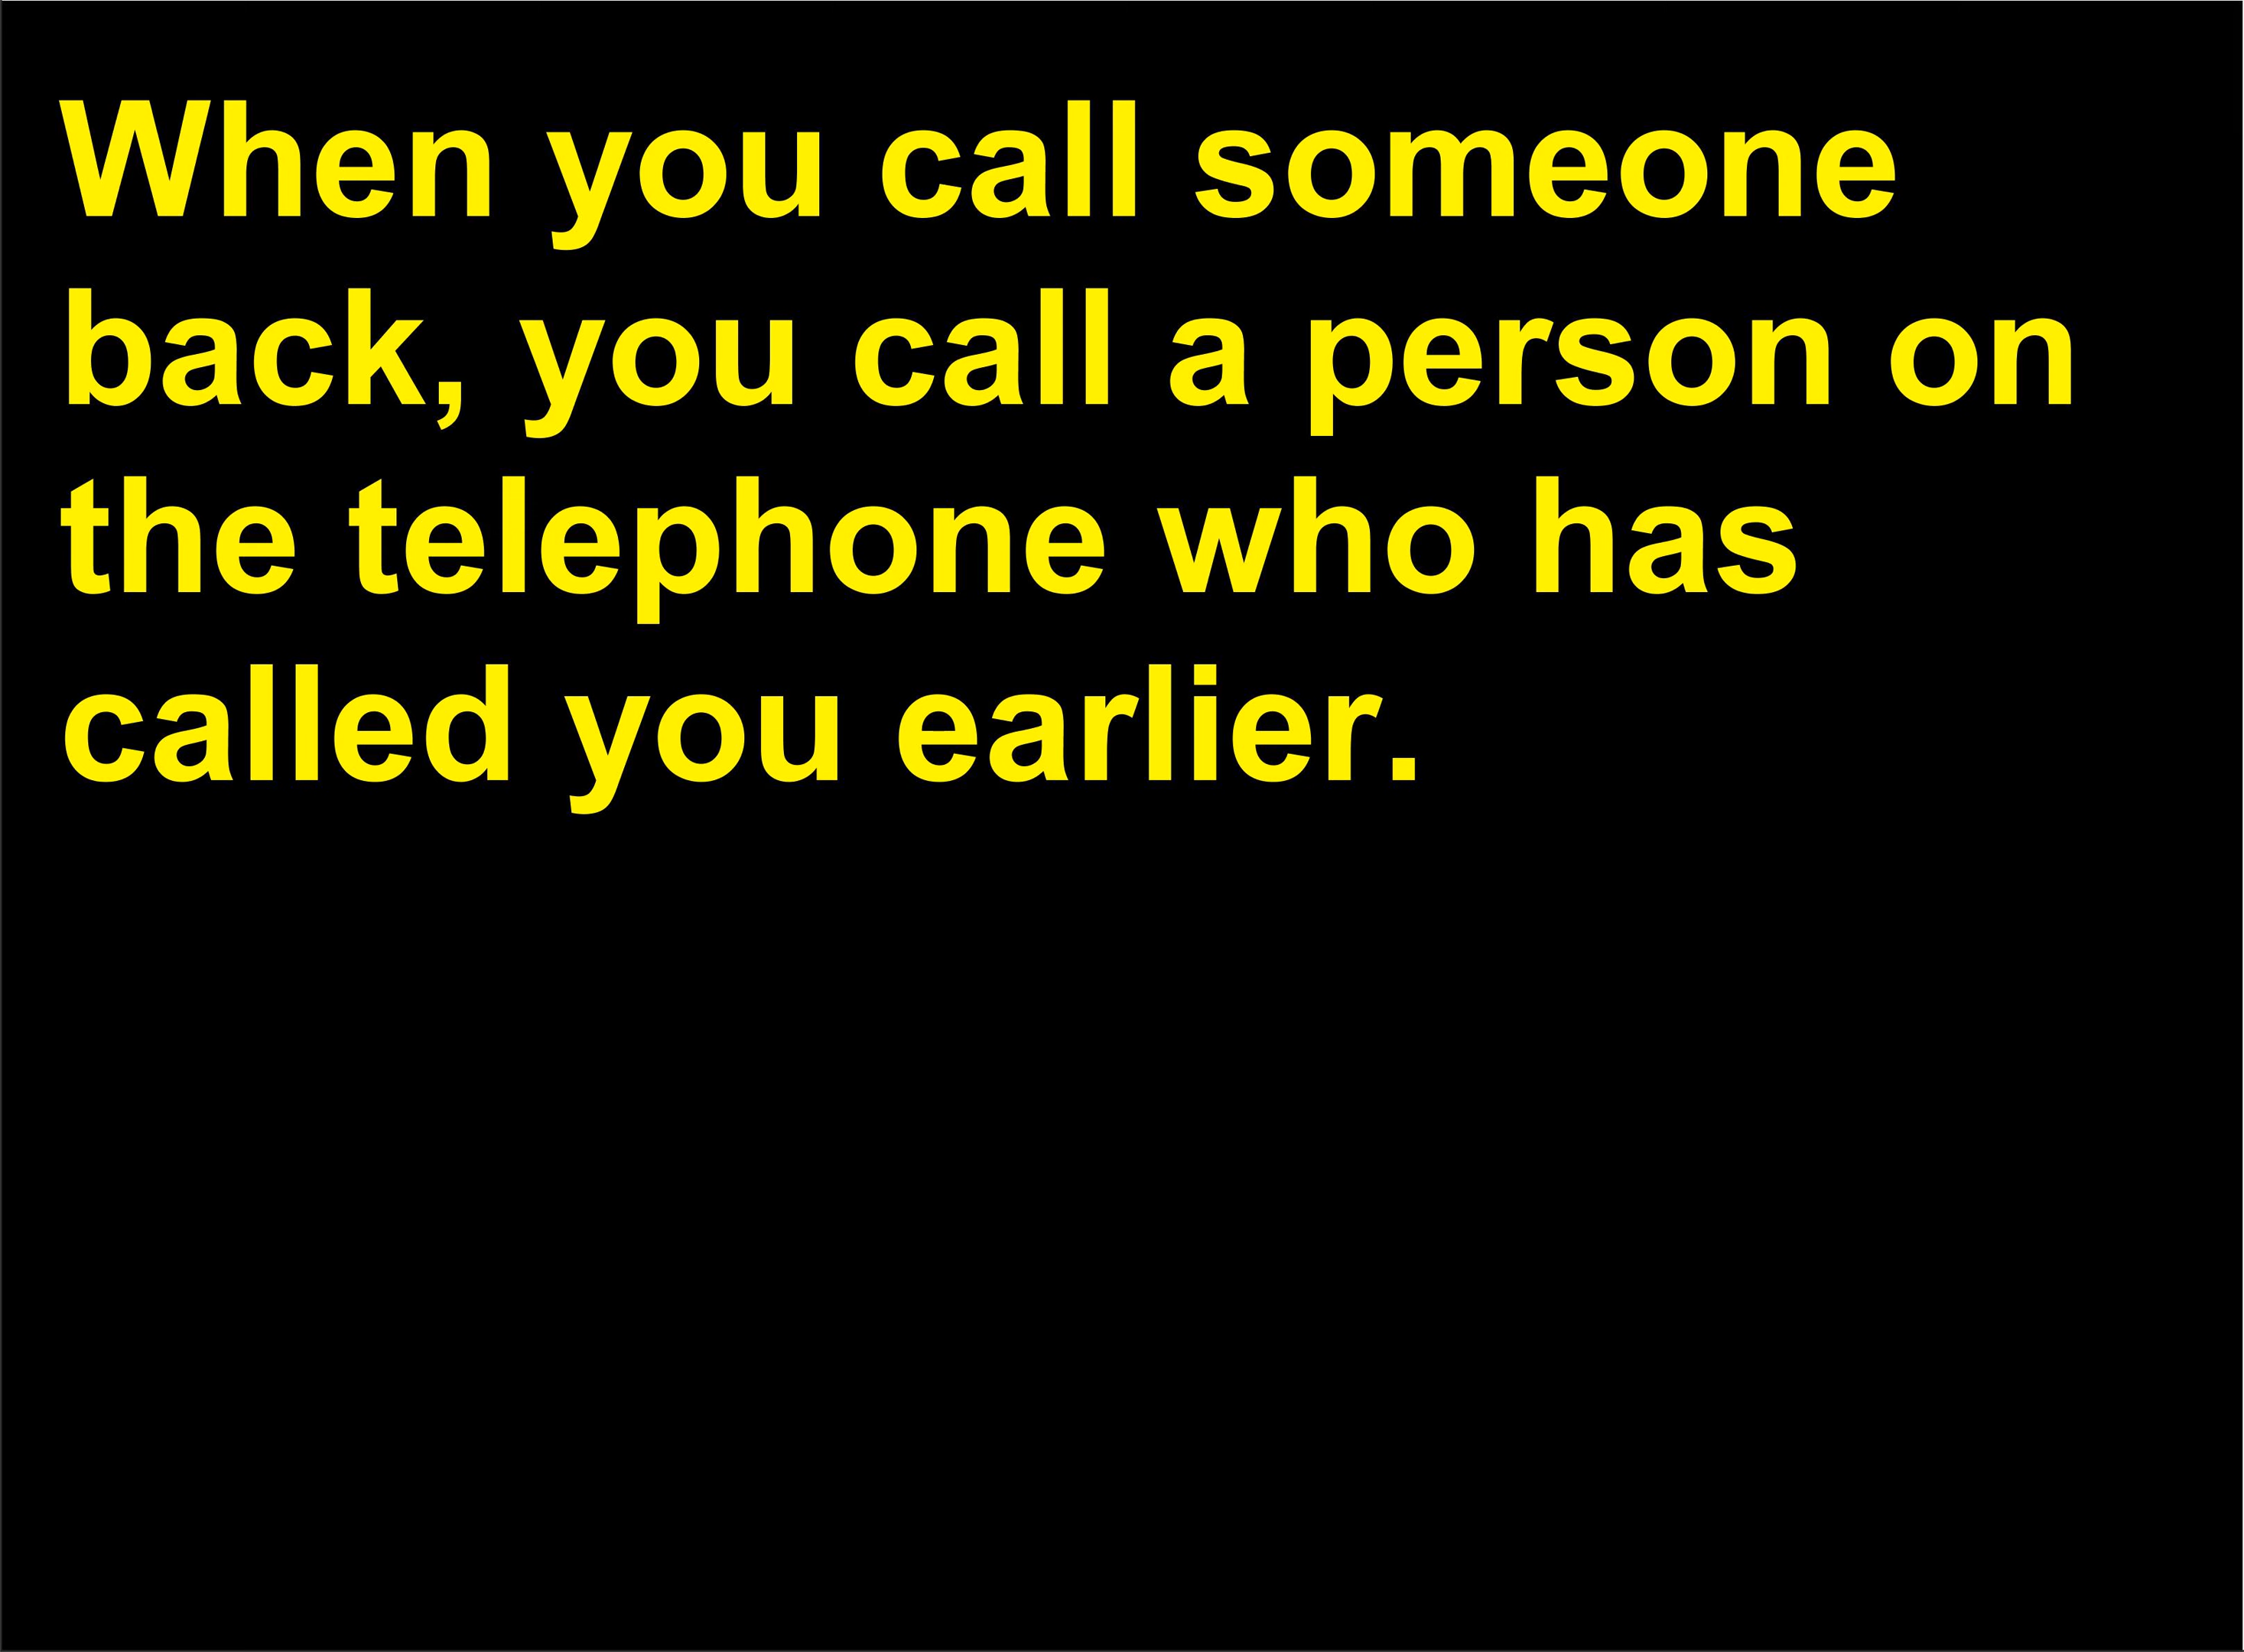 When you call someone
back, you call a person on
the telephone who has
called you earlier.